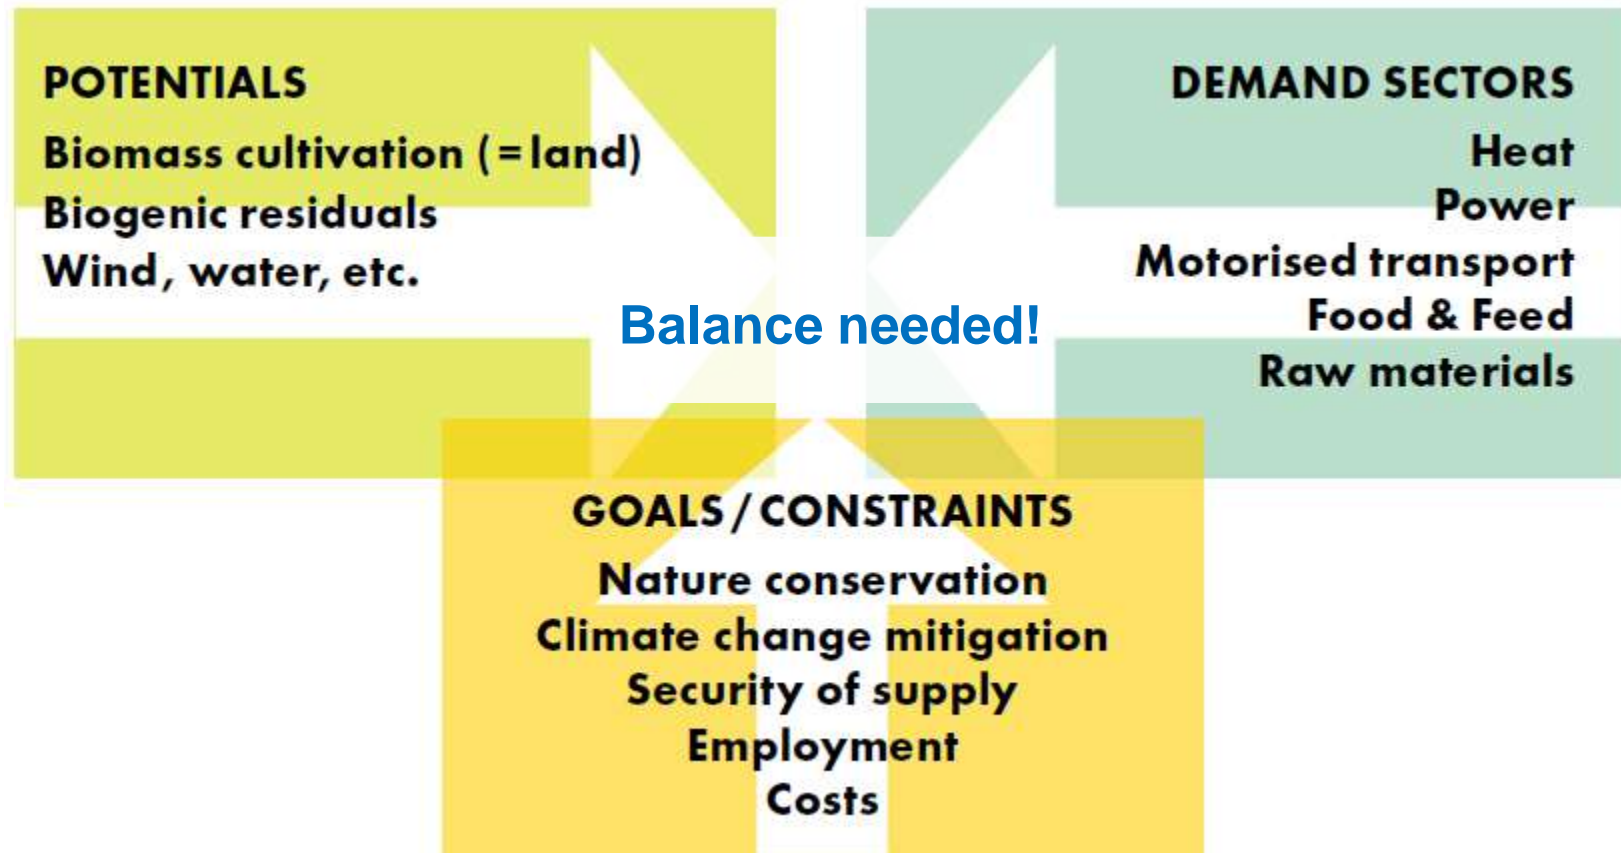 POTENTIALS
Biomass cultivation (=land)
Biogenic residuals
Wind, water, etc.
DEMAND SECTORS
Heat
Power
Motorised transport
Food & Feed
Raw materials
Balance needed!
GOALS/CONSTRAINTS
Nature conservation
Climate change mitigation
Security of supply
Employment
Costs